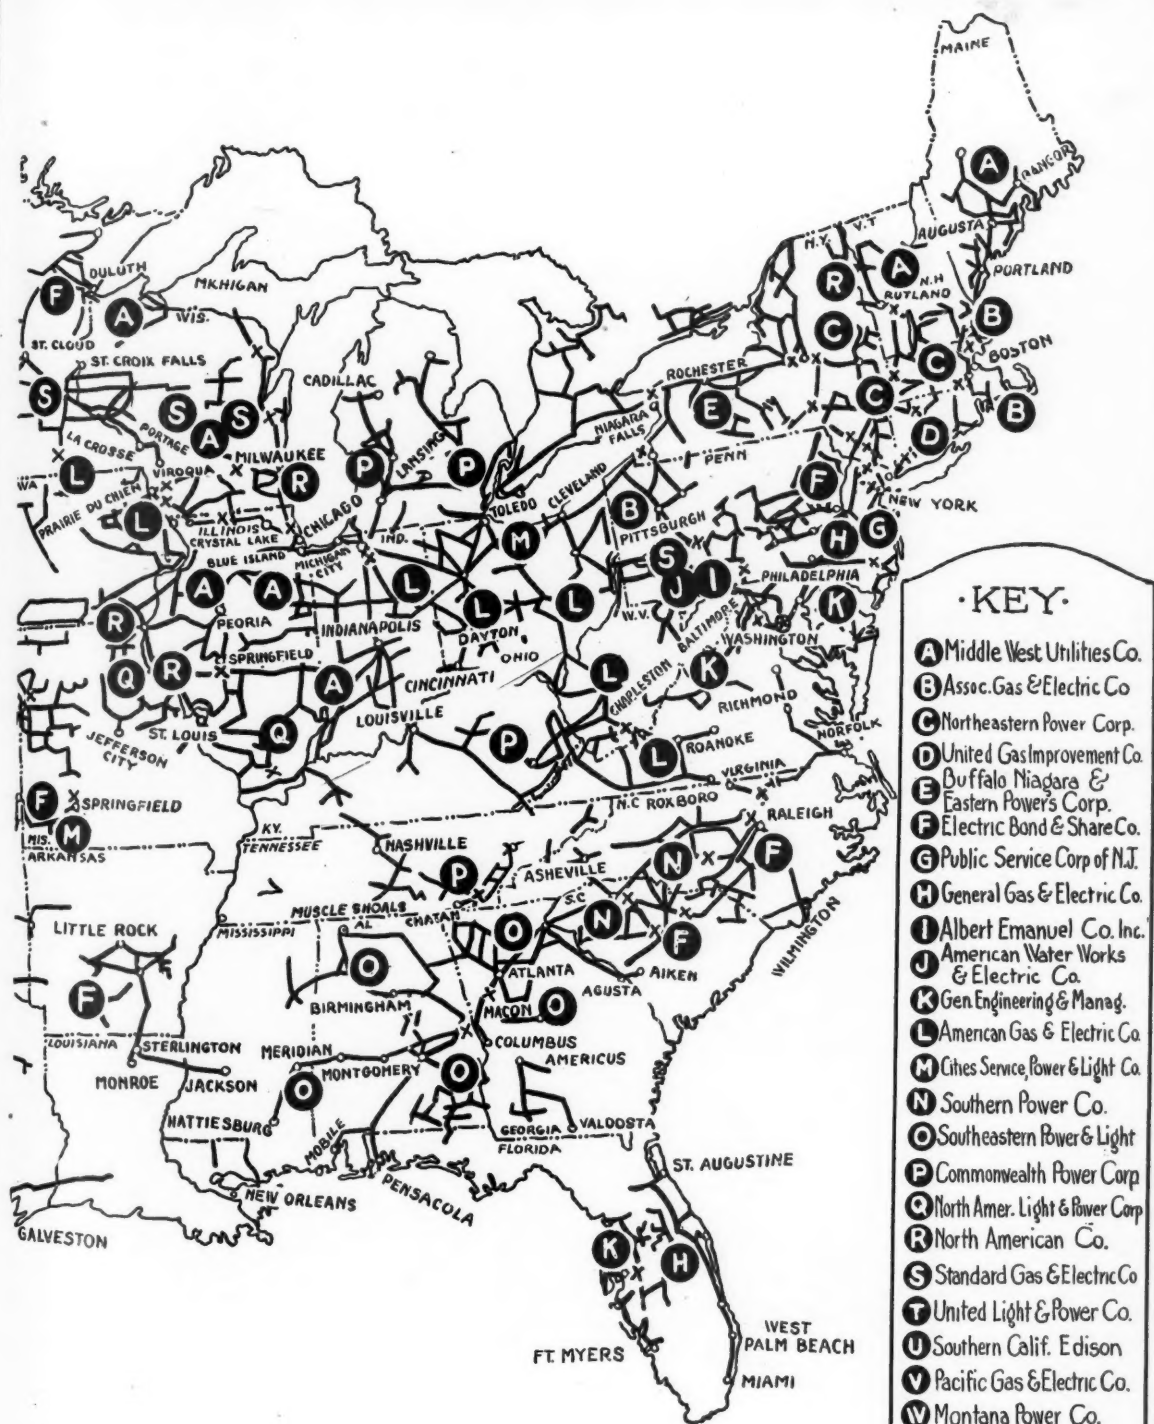 MAINE
A
BANGOR
N.Y.
V.T
AUGUSTA
A
R
N.H
RUTLAND
PORTLAND
DULUTH
MKHIGAN
F
A
WIS.
B
C
BOSTON
ST. CLOUD
ST. CROIX FALLS
ROCHESTER
C
CADILLAC
S
S
A
S
C
E
B
NIAGARA
FALLS
D
LA CROSSE
PORTAGE
VIROQUA
MILWAUKEE
LANSING
P
P
PENN
L
R
CLEVELAND
F
WA
PRAIRIE DU CHIEN
NEW YORK
TOLEDO
B
L
ILLINOIS
CRYSTAL LAKE
CHICAGO
IND.
M
PITTSBURGH
H
G
BLUE ISLAND
MICHIGAN
CITY
S
J
I
PHILADELPHIA
A
A
L
L
L
K
R
PEORIA
INDIANAPOLIS
DAYTON
W.V.
BALTIMORE
WASHINGTON
OHIO
SPRINGFIELD
Q
R
A
CINCINNATI
L
CHARLESTON
K
RICHMOND
JEFFERSON
CITY
ST. LOUIS
Q
LOUISVILLE
P
NORFOLK
L
ROANOKE
VIRGINIA
F
SPRINGFIELD
N.C
ROXBORO
RALEIGH
M
MIS.
ARKANSAS
KY.
TENNESSEE
NASHVILLE
N
F
P
ASHEVILLE
MUSCLE SHOALS
CHATAN
S.C
MISSISSIPPI
AL
LITTLE ROCK
O
N
F
WILMINGTON
O
ATLANTA
AIKEN
AGUSTA
F
BIRMINGHAM
MACON
O
LOUISIANA
STERLINGTON
MERIDIAN
COLUMBUS
MONROE
JACKSON
MONTGOMERY
AMERICUS
O
O
HATTIESBURG
MOBILE
GEORGIA
VALDOSTA
FLORIDA
ST. AUGUSTINE
NEW ORLEANS
PENSACOLA
GALVESTON
K
H
WEST
PALM BEACH
FT. MYERS
MIAMI
·KEY·
A Middle West Utilities Co.
B Assoc. Gas & Electric Co
C Northeastern Power Corp.
D United Gas Improvement Co.
E Buffalo Niagara &
Eastern Powers Corp.
F Electric Bond & Share Co.
G Public Service Corp of N.J.
H General Gas & Electric Co.
I Albert Emanuel Co. Inc.
J American Water Works
& Electric Co.
K Gen. Engineering & Manag.
L American Gas & Electric Co.
M Cities Service, Power & Light Co.
N Southern Power Co.
O Southeastern Power & Light
P Commonwealth Power Corp
Q North Amer. Light & Power Corp
R North American Co.
S Standard Gas & Electric Co
T United Light & Power Co.
U Southern Calif. Edison
V Pacific Gas & Electric Co.
W Montana Power Co.